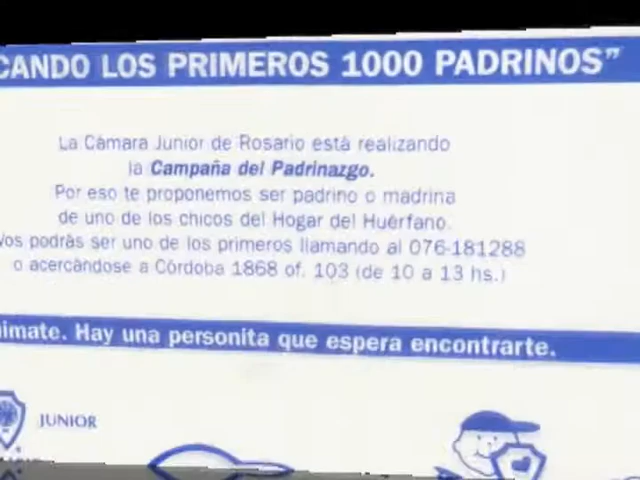 CANDO LOS PRIMEROS 1000 PADRINOS”
La Cámara Junior de Rosario está realizando
la Campaña del Padrinazgo.
Por eso te proponemos ser padrino o madrina
de uno de los chicos del Hogar del Huérfano.
Vos podrás ser uno de los primeros llamando al 076-181288
o acercándose a Córdoba 1868 of. 103 (de 10 a 13 hs.)
nimate. Hay una personita que espera encontrarte.
JUNIOR